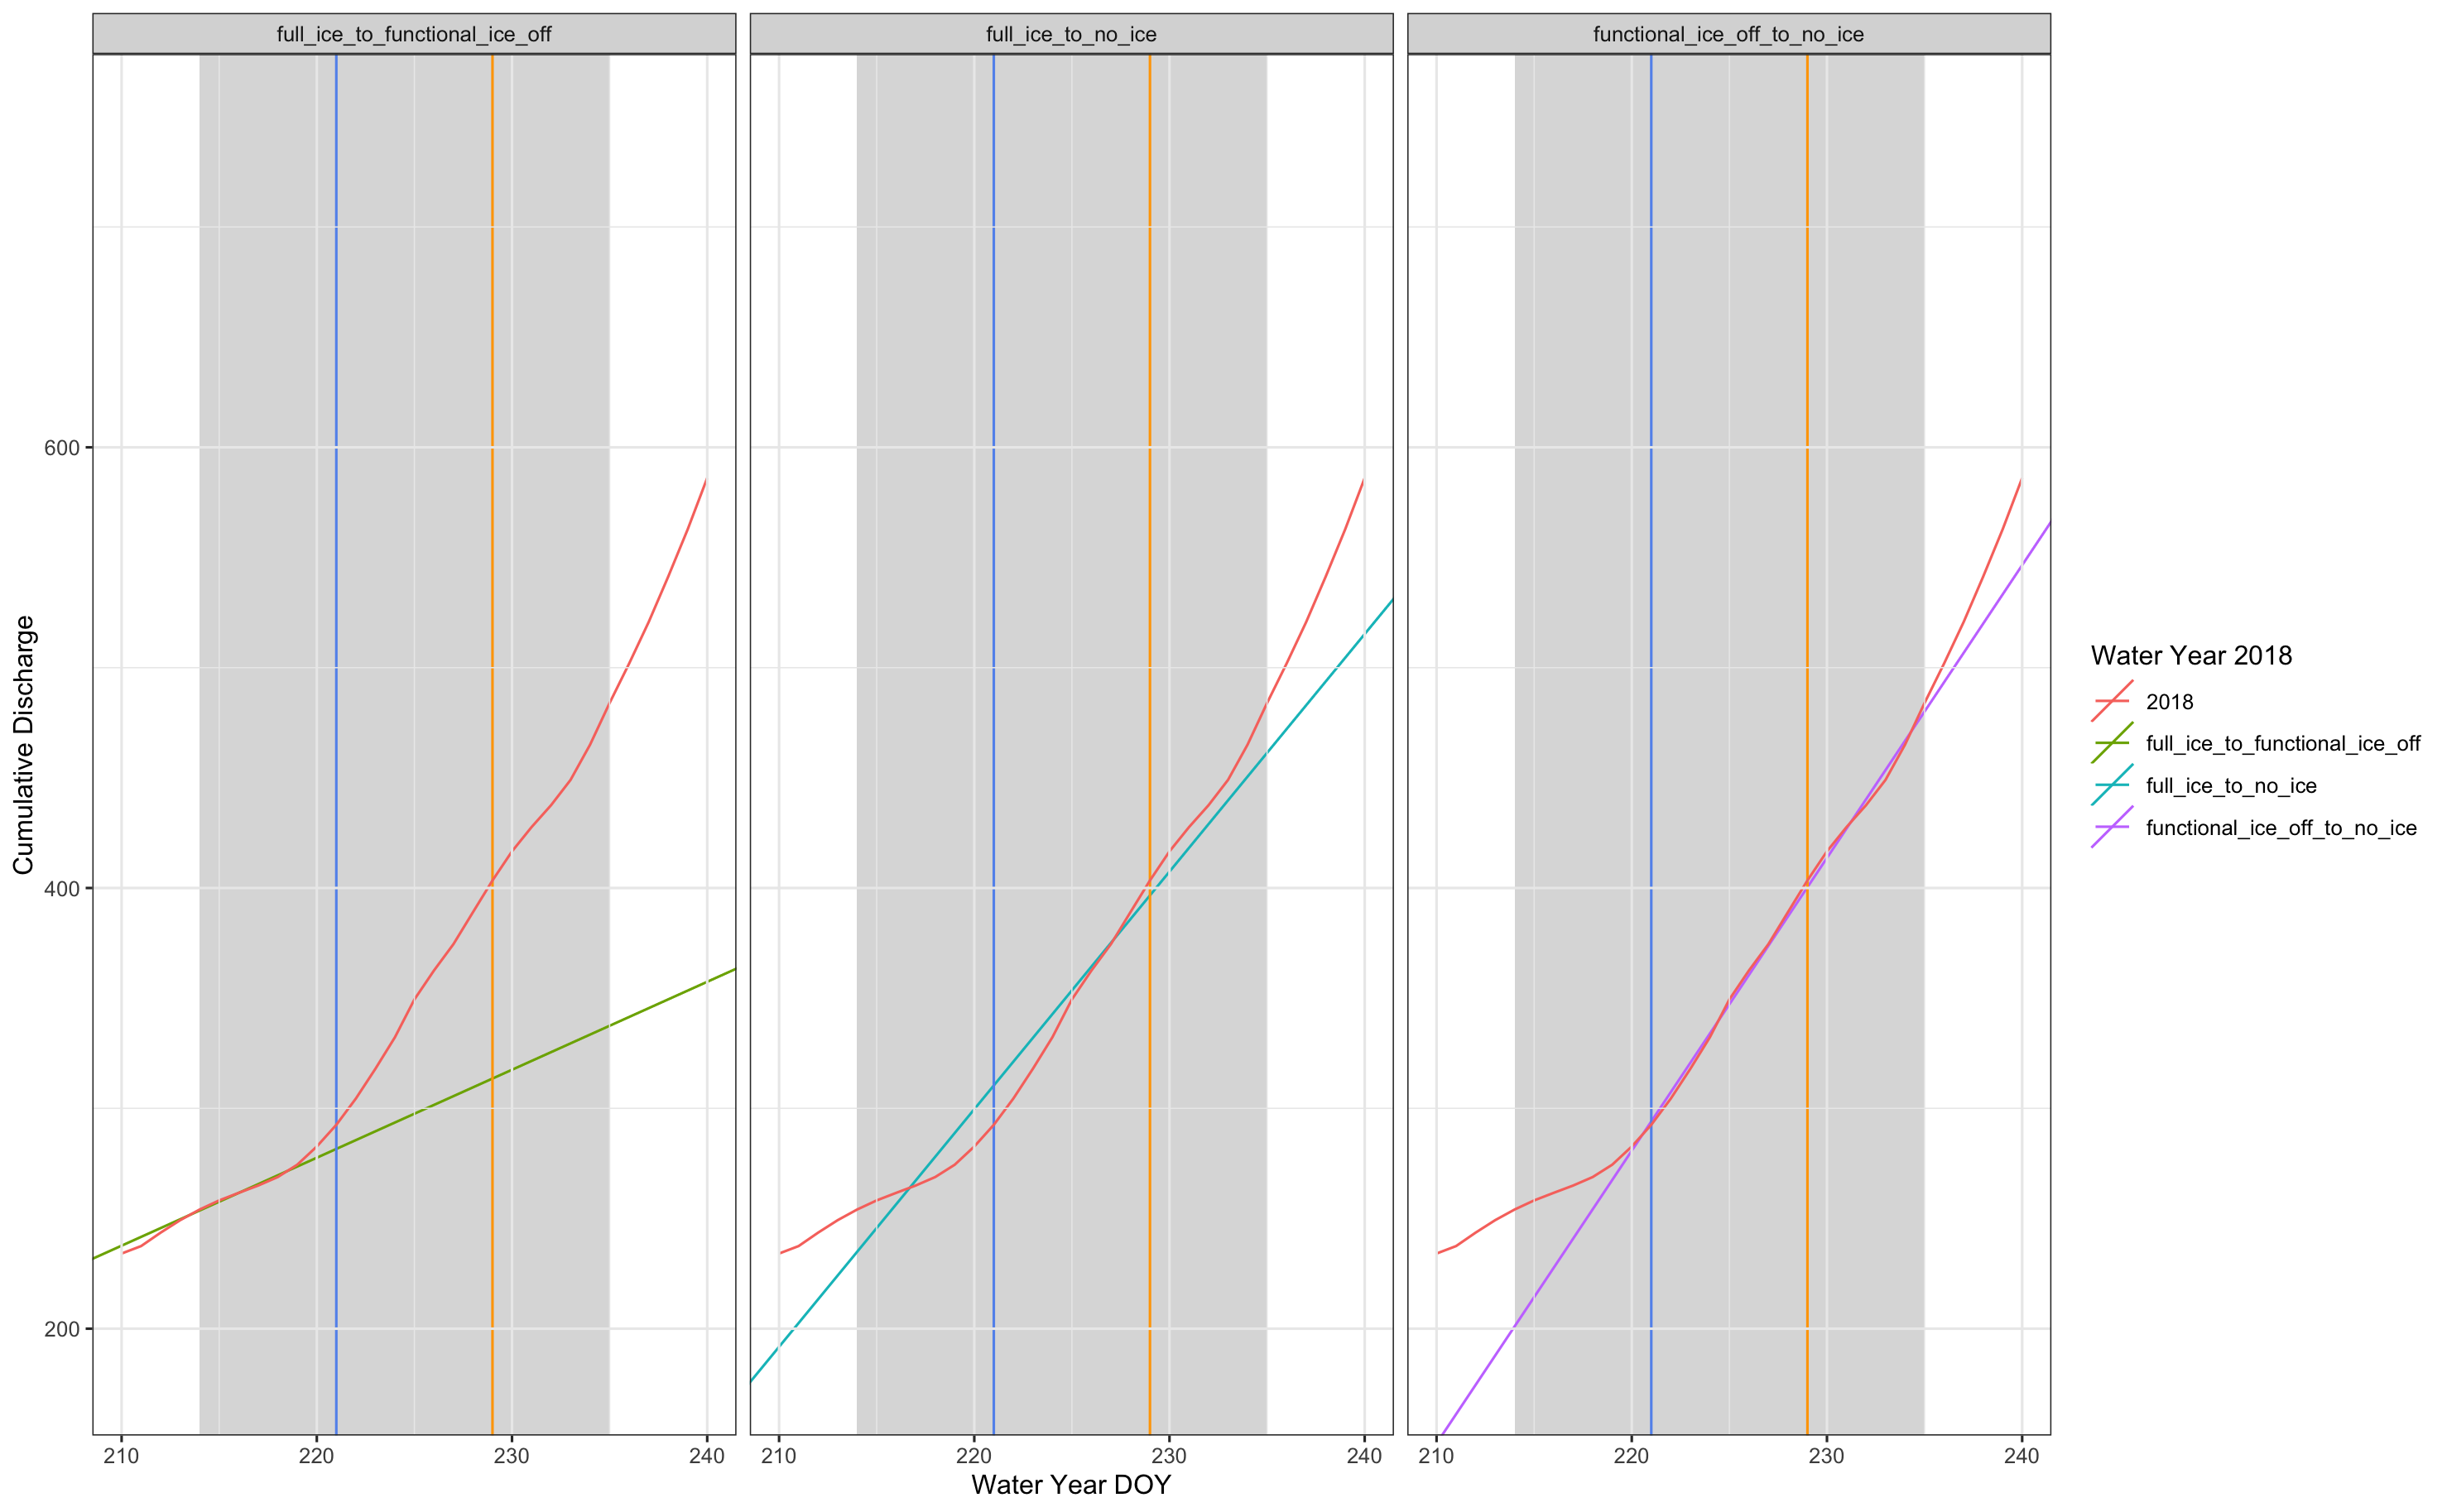 full_ice_to_functional_ice_off
full_ice_to_no_ice
functional_ice_off_to_no_ice
600
400
200
Cumulative Discharge
210
220
230
240
210
220
230
240
210
220
230
240
Water Year DOY
Water Year 2018
2018
full_ice_to_functional_ice_off
full_ice_to_no_ice
functional_ice_off_to_no_ice